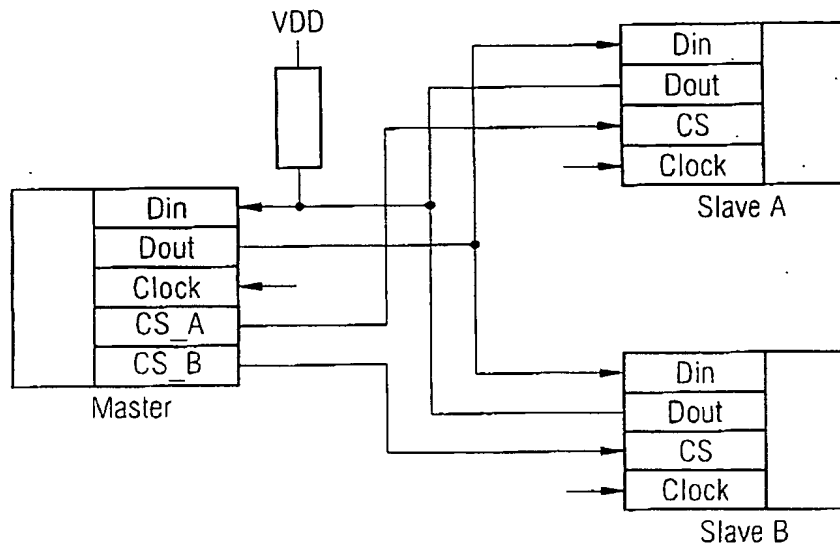 VDD
Din
Dout
Clock
CS_A
CS_B
Master
Din
Dout
CS
Clock
Slave A
Din
Dout
CS
Clock
Slave B